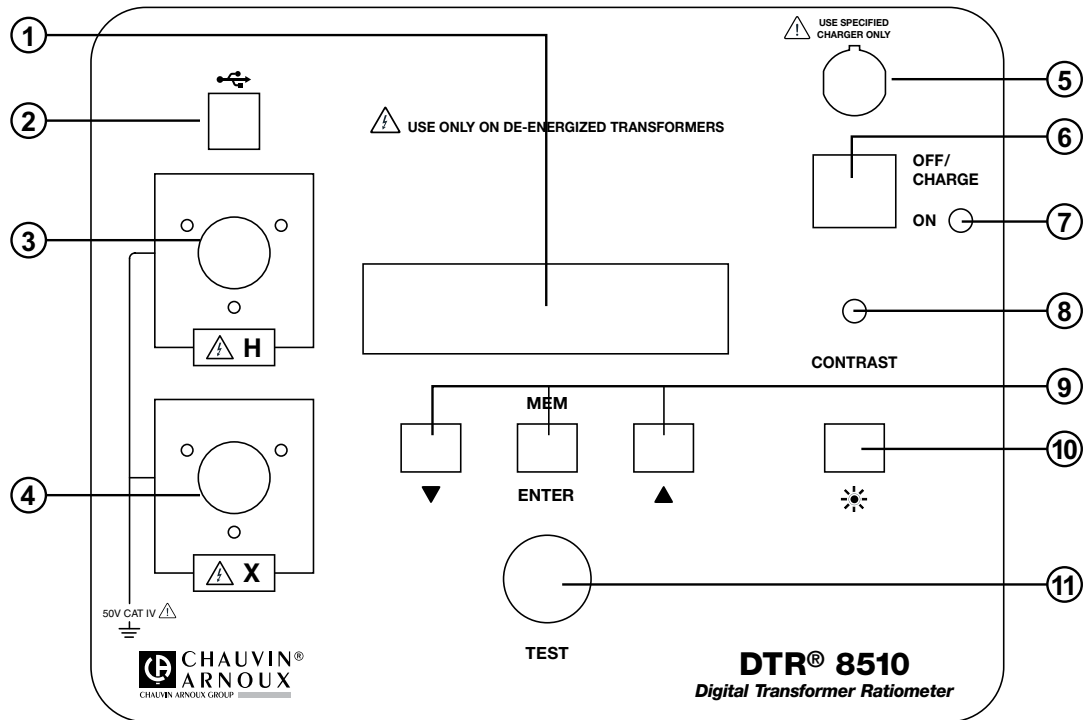 1
USE SPECIFIED
CHARGER ONLY
2
5
USE ONLY ON DE-ENERGIZED TRANSFORMERS
6
OFF/
CHARGE
ON
7
3
H
8
CONTRAST
MEM
9
▼
ENTER
▲
10
4
X
11
50V CAT IV
TEST
CHAUVIN®
ARNOUX
CHAUVIN ARNOUX GROUP
DTR® 8510
Digital Transformer Ratiometer